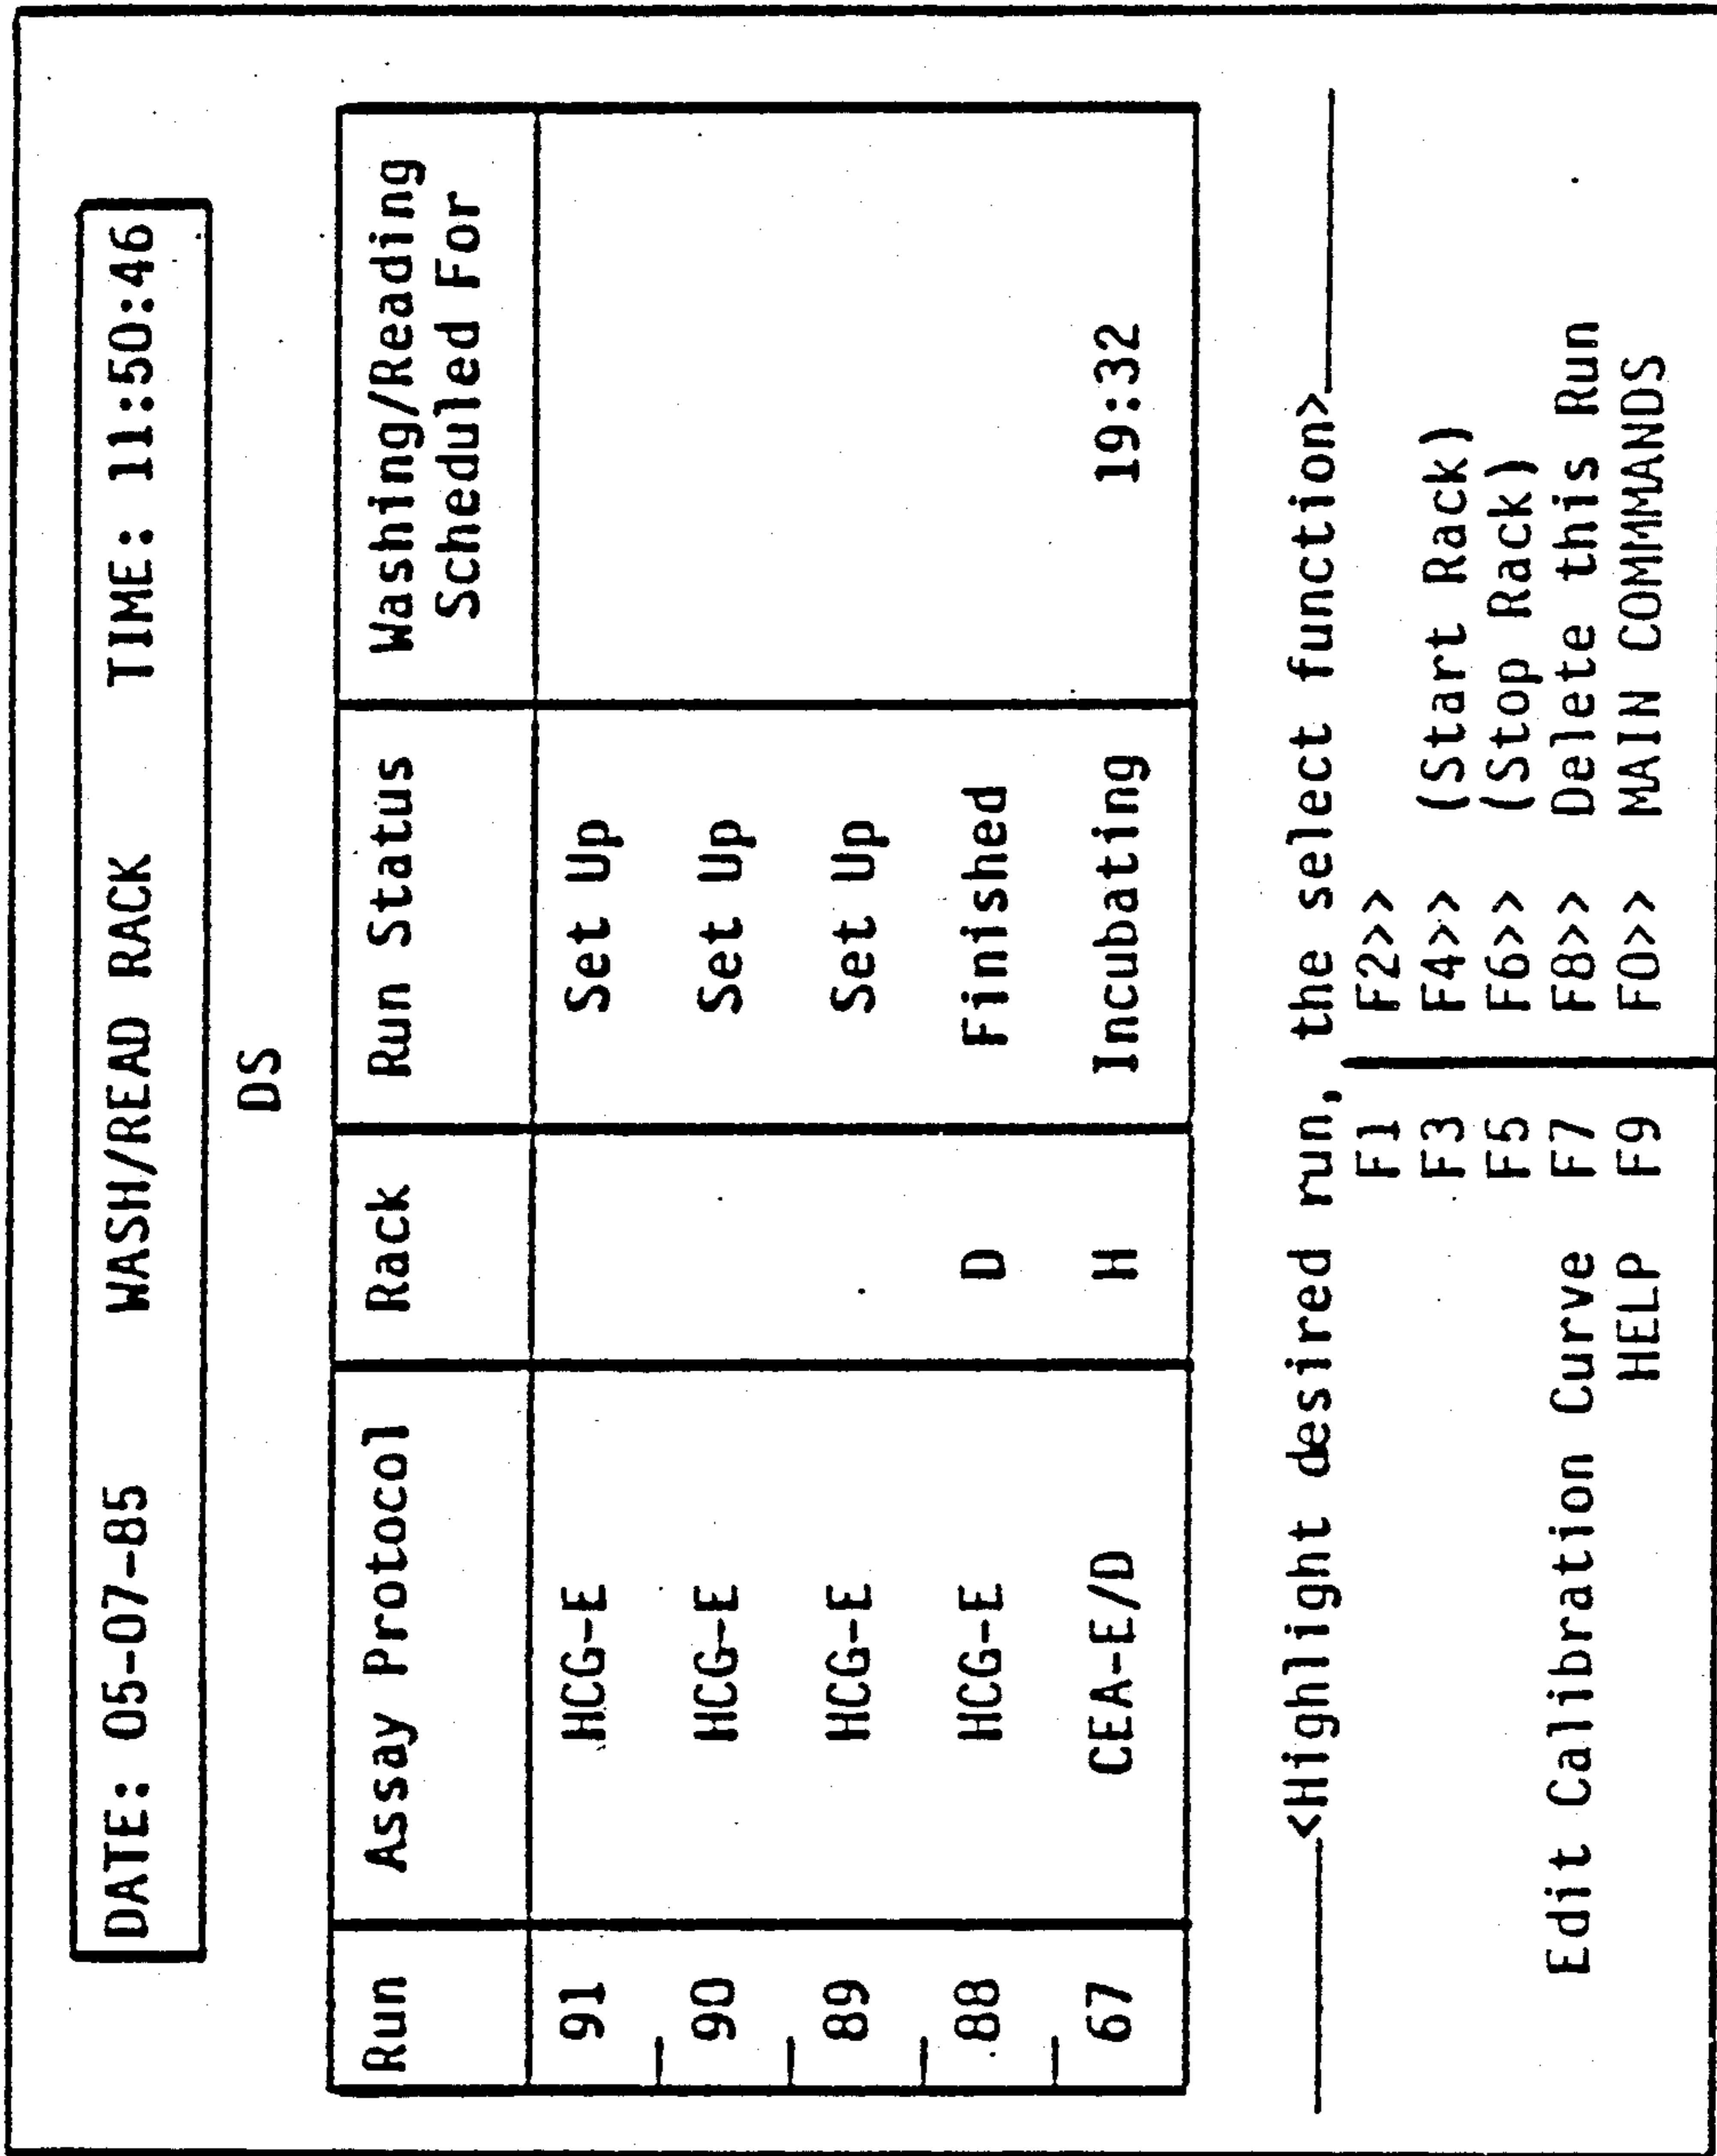 DATE: 05-07-85 WASH/READ RACK TIME: 11:50:46
DS
Run Assay Protocol Rack Run Status Washing/Reading
Scheduled For
91 HCG-E Set Up
90 HCG-E Set Up
89 HCG-E Set Up
88 HCG-E D Finished
67 CEA-E/D H Incubating 19:32
<Highlight desired run, the select function>
F1 F2>>
F3 F4>> (Start Rack)
F5 F6>> (Stop Rack)
Edit Calibration Curve F7 F8>> Delete this Run
HELP F9 F0>> MAIN COMMANDS